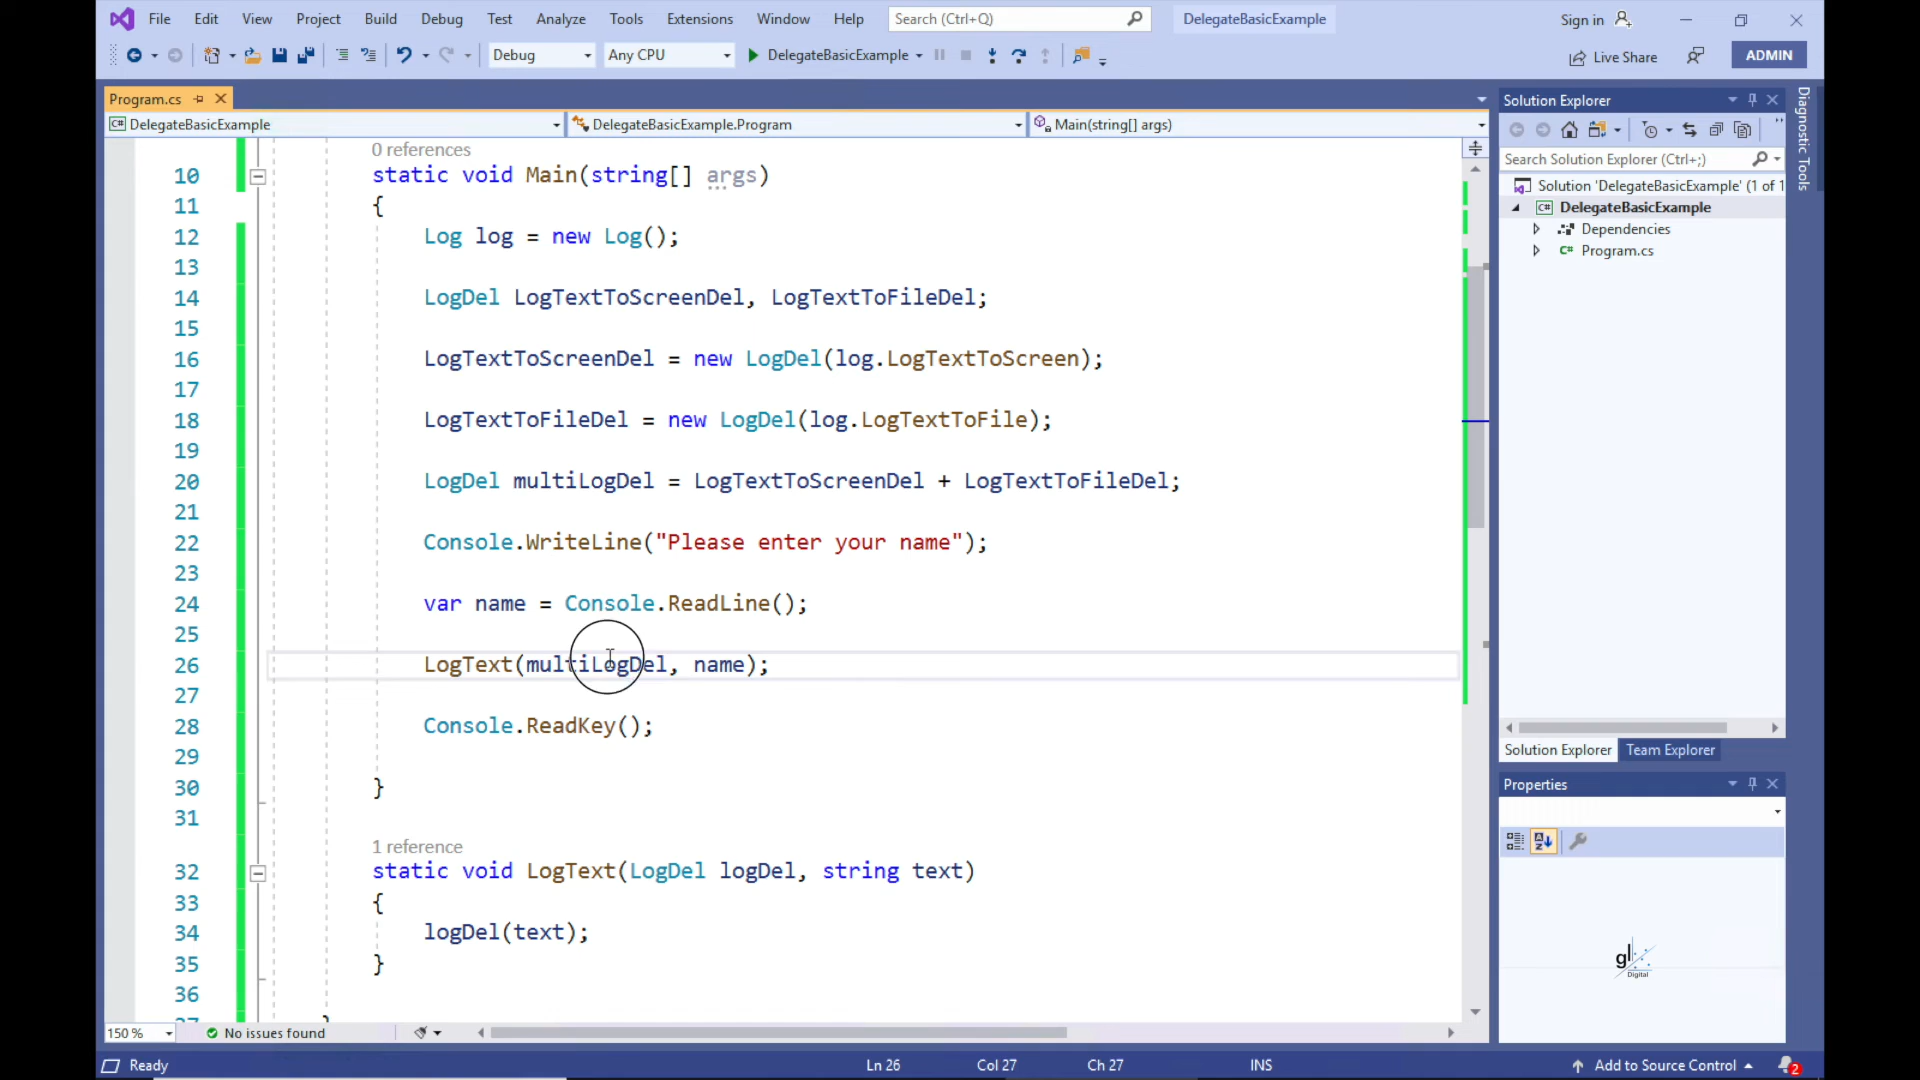 File Edit View Project Build Debug Test Analyze Tools Extensions Window Help Search (Ctrl+Q) DelegateBasicExample Sign in
Debug Any CPU DelegateBasicExample Live Share ADMIN
Program.cs
DelegateBasicExample DelegateBasicExample.Program Main(string[] args)
0 references
10 static void Main(string[] args)
11 {
12 Log log = new Log();
13
14 LogDel LogTextToScreenDel, LogTextToFileDel;
15
16 LogTextToScreenDel = new LogDel(log.LogTextToScreen);
17
18 LogTextToFileDel = new LogDel(log.LogTextToFile);
19
20 LogDel multiLogDel = LogTextToScreenDel + LogTextToFileDel;
21
22 Console.WriteLine("Please enter your name");
23
24 var name = Console.ReadLine();
25
26 LogText(multiLogDel, name);
27
28 Console.ReadKey();
29
30 }
31
1 reference
32 static void LogText(LogDel logDel, string text)
33 {
34 logDel(text);
35 }
36
150 % No issues found
Solution Explorer
Search Solution Explorer (Ctrl+;)
Solution 'DelegateBasicExample' (1 of 1
C# DelegateBasicExample
Dependencies
C# Program.cs
Solution Explorer Team Explorer
Properties
gl
Digital
Diagnostic Tools
Ready Ln 26 Col 27 Ch 27 INS Add to Source Control 2